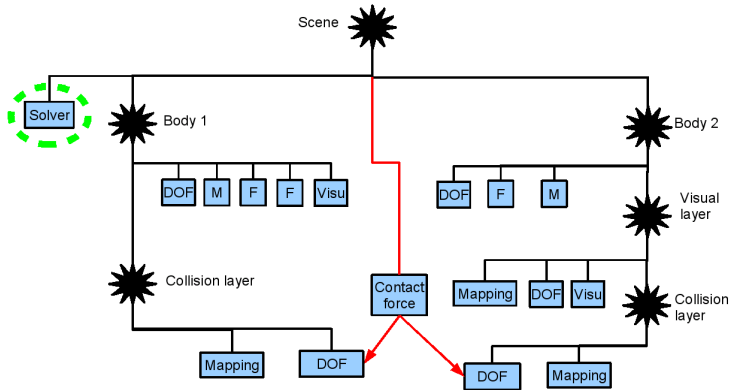 Scene
Solver
Body 1
Body 2
DOF
M
F
F
Visu
DOF
F
M
Visual
layer
Collision layer
Contact
force
Mapping
DOF
Visu
Collision
layer
Mapping
DOF
DOF
Mapping